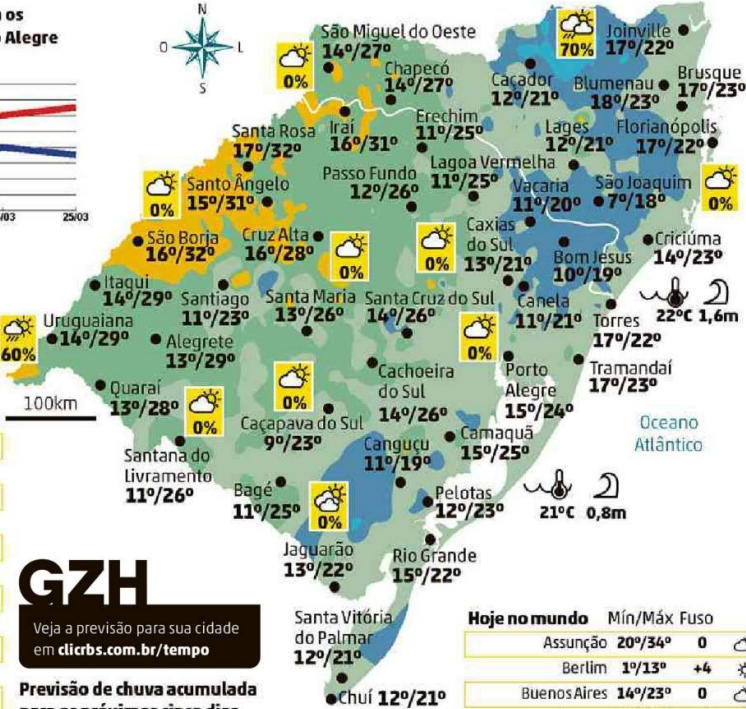 os
Alegre
/03
25/03
N
O
L
S
São Miguel do Oeste
14º/27º
0%
Chapecó
14º/27º
70%
Joinville
17º/22º
Caçador
12º/21º
Blumenau
18º/23º
Brusque
17º/23º
Iraí
16º/31º
Erechim
11º/25º
Lages
12º/21º
Florianópolis
17º/22º
Santa Rosa
17º/32º
Lagoa Vermelha
11º/25º
Passo Fundo
12º/26º
Santo Ângelo
15º/31º
0%
Vacaria
11º/20º
São Joaquim
7º/18º
0%
São Borja
16º/32º
Cruz Alta
16º/28º
0%
0%
Caxias
do Sul
13º/21º
Bom Jesus
10º/19º
Criciúma
14º/23º
Itaqui
14º/29º
Santiago
11º/23º
Santa Maria
13º/26º
Santa Cruz do Sul
14º/26º
Canela
11º/21º
22ºC 1,6m
Torres
17º/22º
Uruguaiana
14º/29º
60%
Alegrete
13º/29º
0%
Porto
Alegre
15º/24º
Tramandaí
17º/23º
Quaraí
13º/28º
100km
0%
0%
Cachoeira
do Sul
14º/26º
Caçapava do Sul
9º/23º
Oceano
Atlântico
Santana do
Livramento
11º/26º
Canguçu
11º/19º
Camaquã
15º/25º
Bagé
11º/25º
0%
Pelotas
12º/23º
21ºC 0,8m
Jaguarão
13º/22º
Rio Grande
15º/22º
GZH
Veja a previsão para sua cidade
em clicrbs.com.br/tempo
Santa Vitória
do Palmar
12º/21º
Chuí 12º/21º
Previsão de chuva acumulada
Hoje no mundo Mín/Máx Fuso
Assunção 20º/34º 0
Berlim 1º/13º +4
Buenos Aires 14º/23º 0